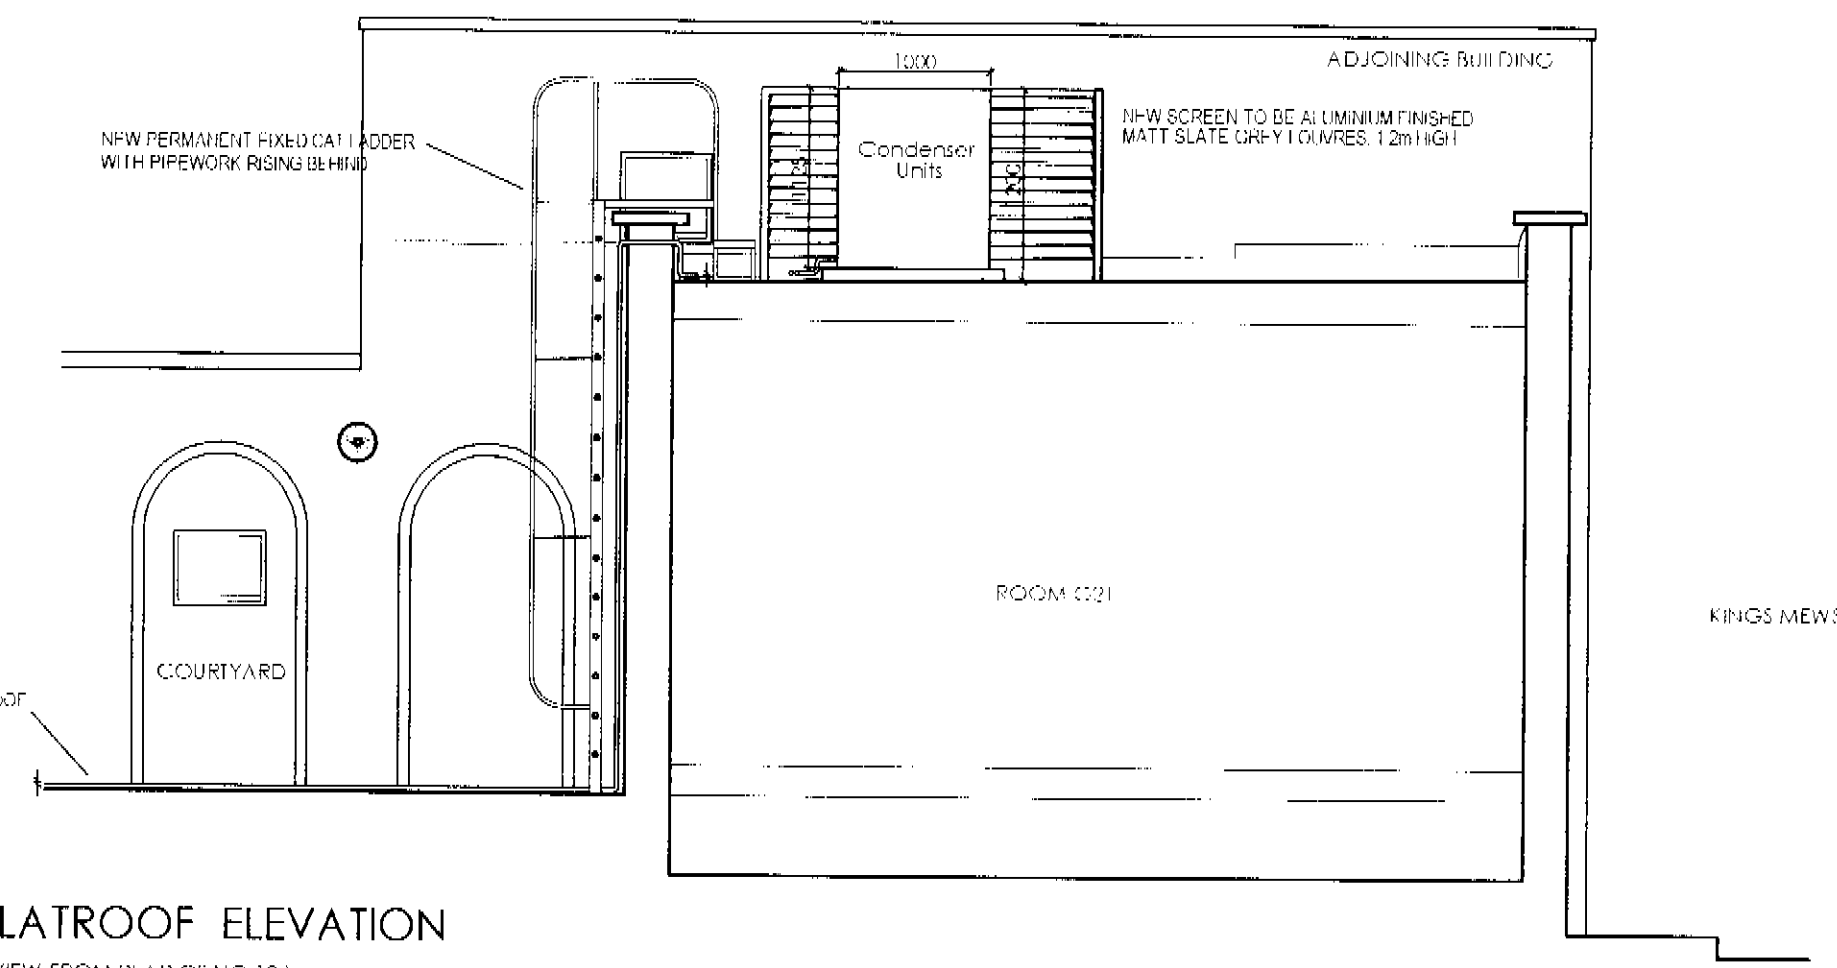 1000
ADJOINING BUILDING
NEW PERMANENT FIXED CAT LADDER
WITH PIPEWORK RISING BEHIND
NEW SCREEN TO BE ALUMINIUM FINISHED
MATT SLATE GREY LOUVRES, 1.2m HIGH
Condensor
Units
ROOM
KINGS MEWS
COURTYARD
LATROOF ELEVATION